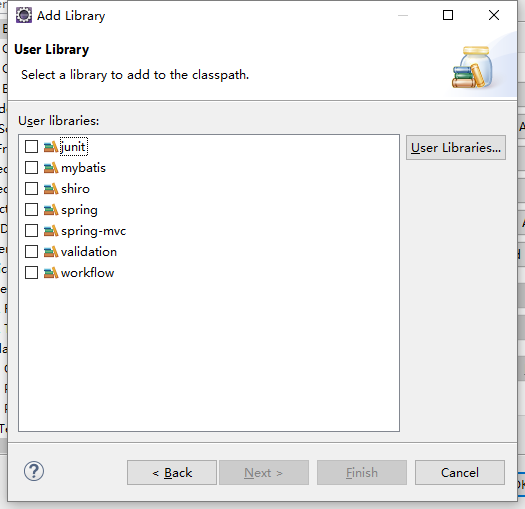 Add Library
User Library
Select a library to add to the classpath.
User libraries:
junit
User Libraries...
mybatis
shiro
spring
spring-mvc
validation
workflow
?
< Back
Next >
Finish
Cancel